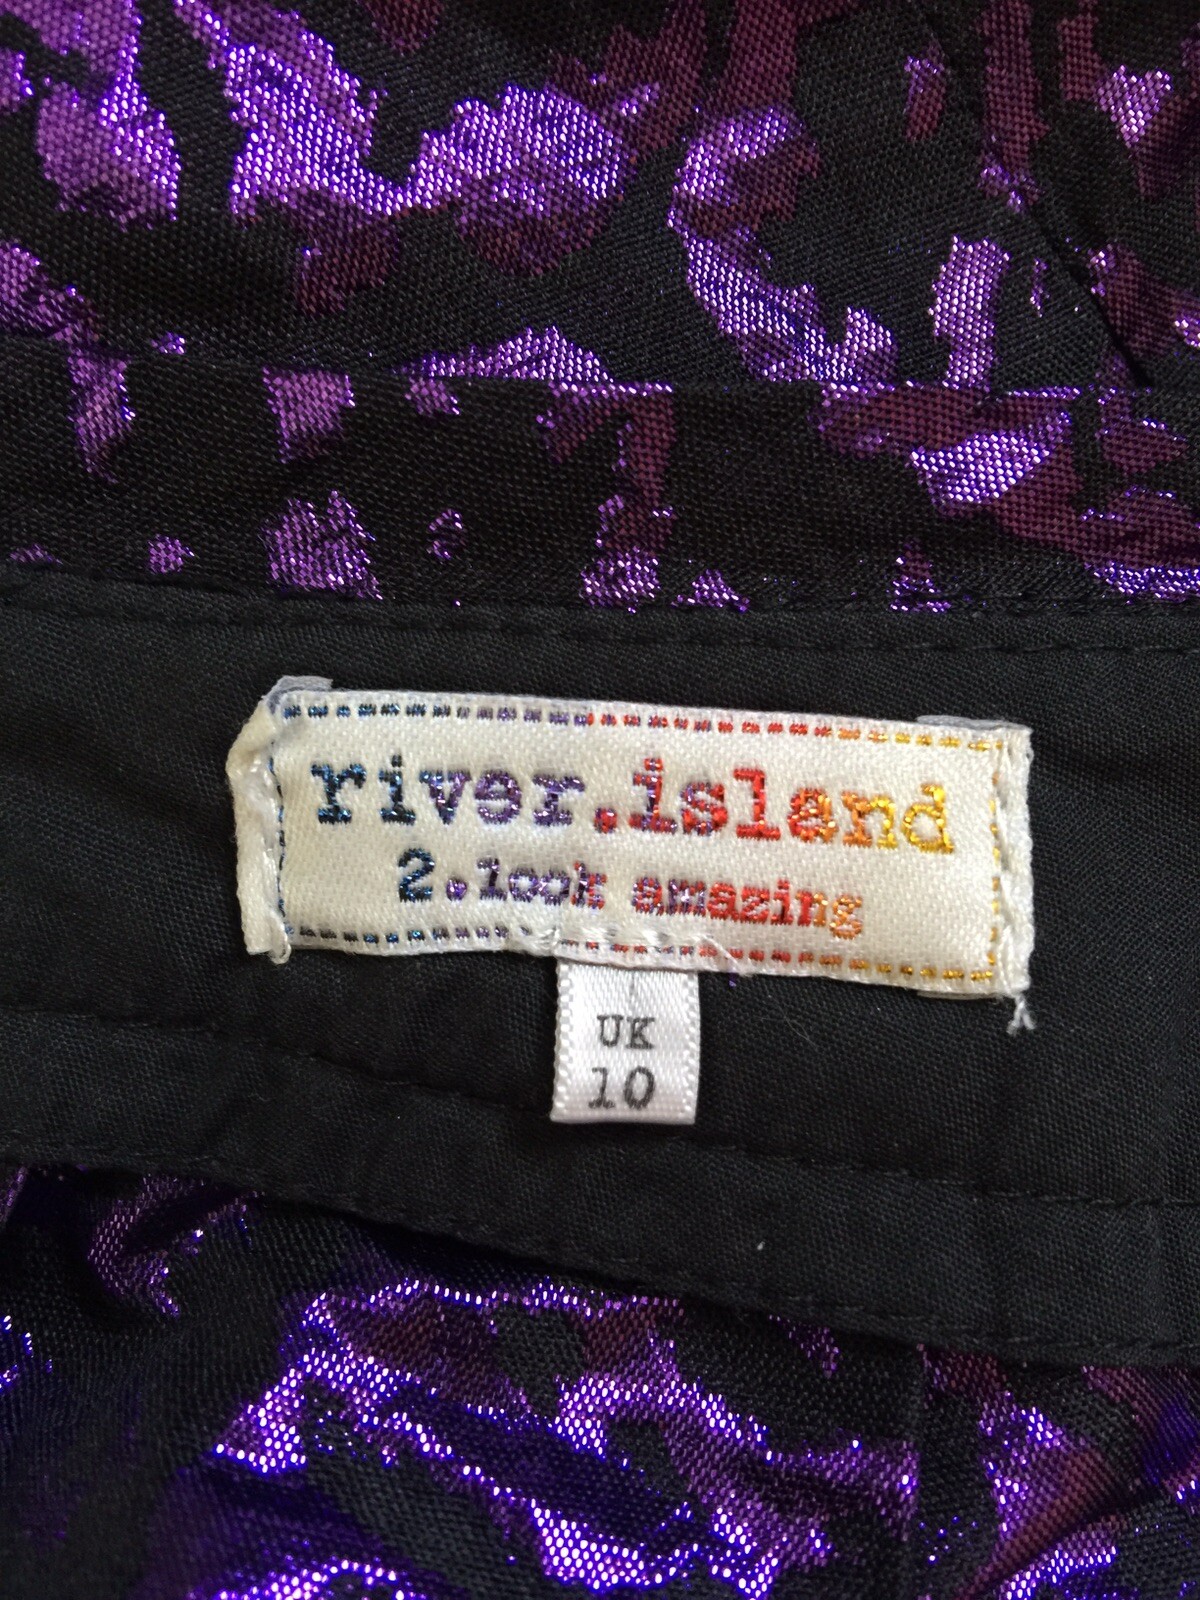 river.island
2.look amazing
UK
10